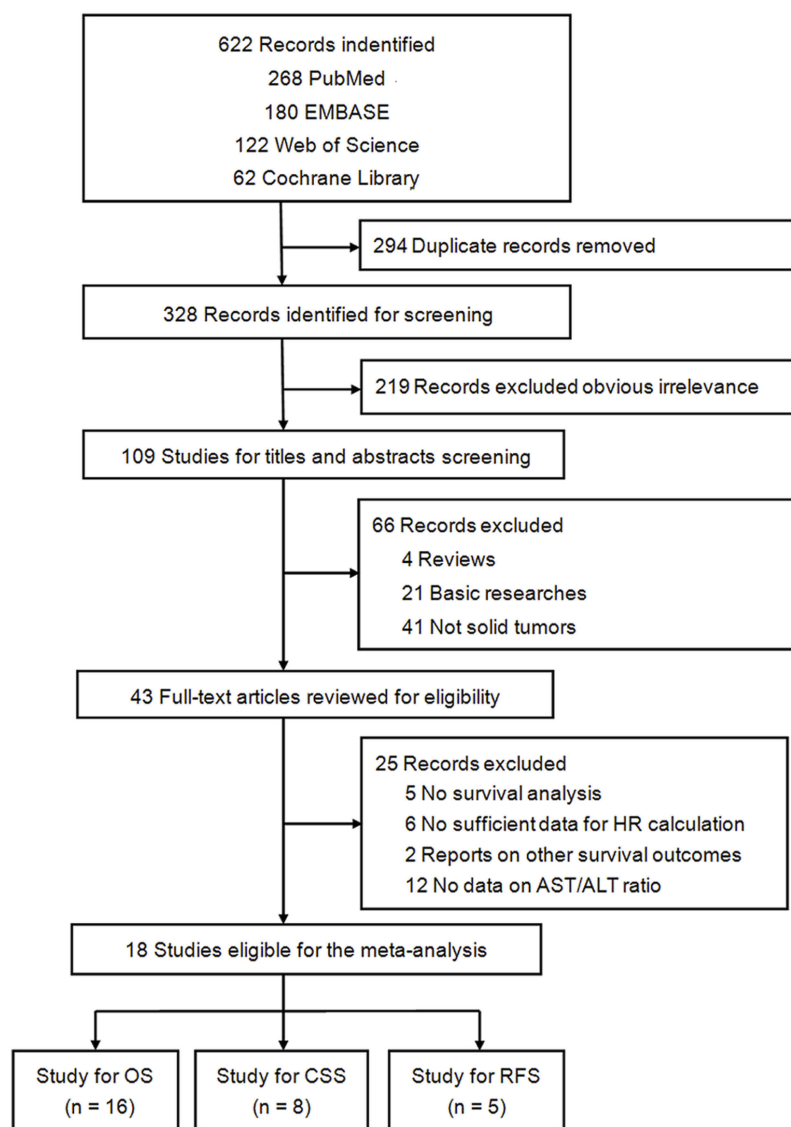 622 Records indentified
268 PubMed
180 EMBASE
122 Web of Science
62 Cochrane Library
294 Duplicate records removed
328 Records identified for screening
219 Records excluded obvious irrelevance
109 Studies for titles and abstracts screening
66 Records excluded
4 Reviews
21 Basic researches
41 Not solid tumors
43 Full-text articles reviewed for eligibility
25 Records excluded
5 No survival analysis
6 No sufficient data for HR calculation
2 Reports on other survival outcomes
12 No data on AST/ALT ratio
18 Studies eligible for the meta-analysis
Study for OS
(n = 16)
Study for CSS
(n = 8)
Study for RFS
(n = 5)